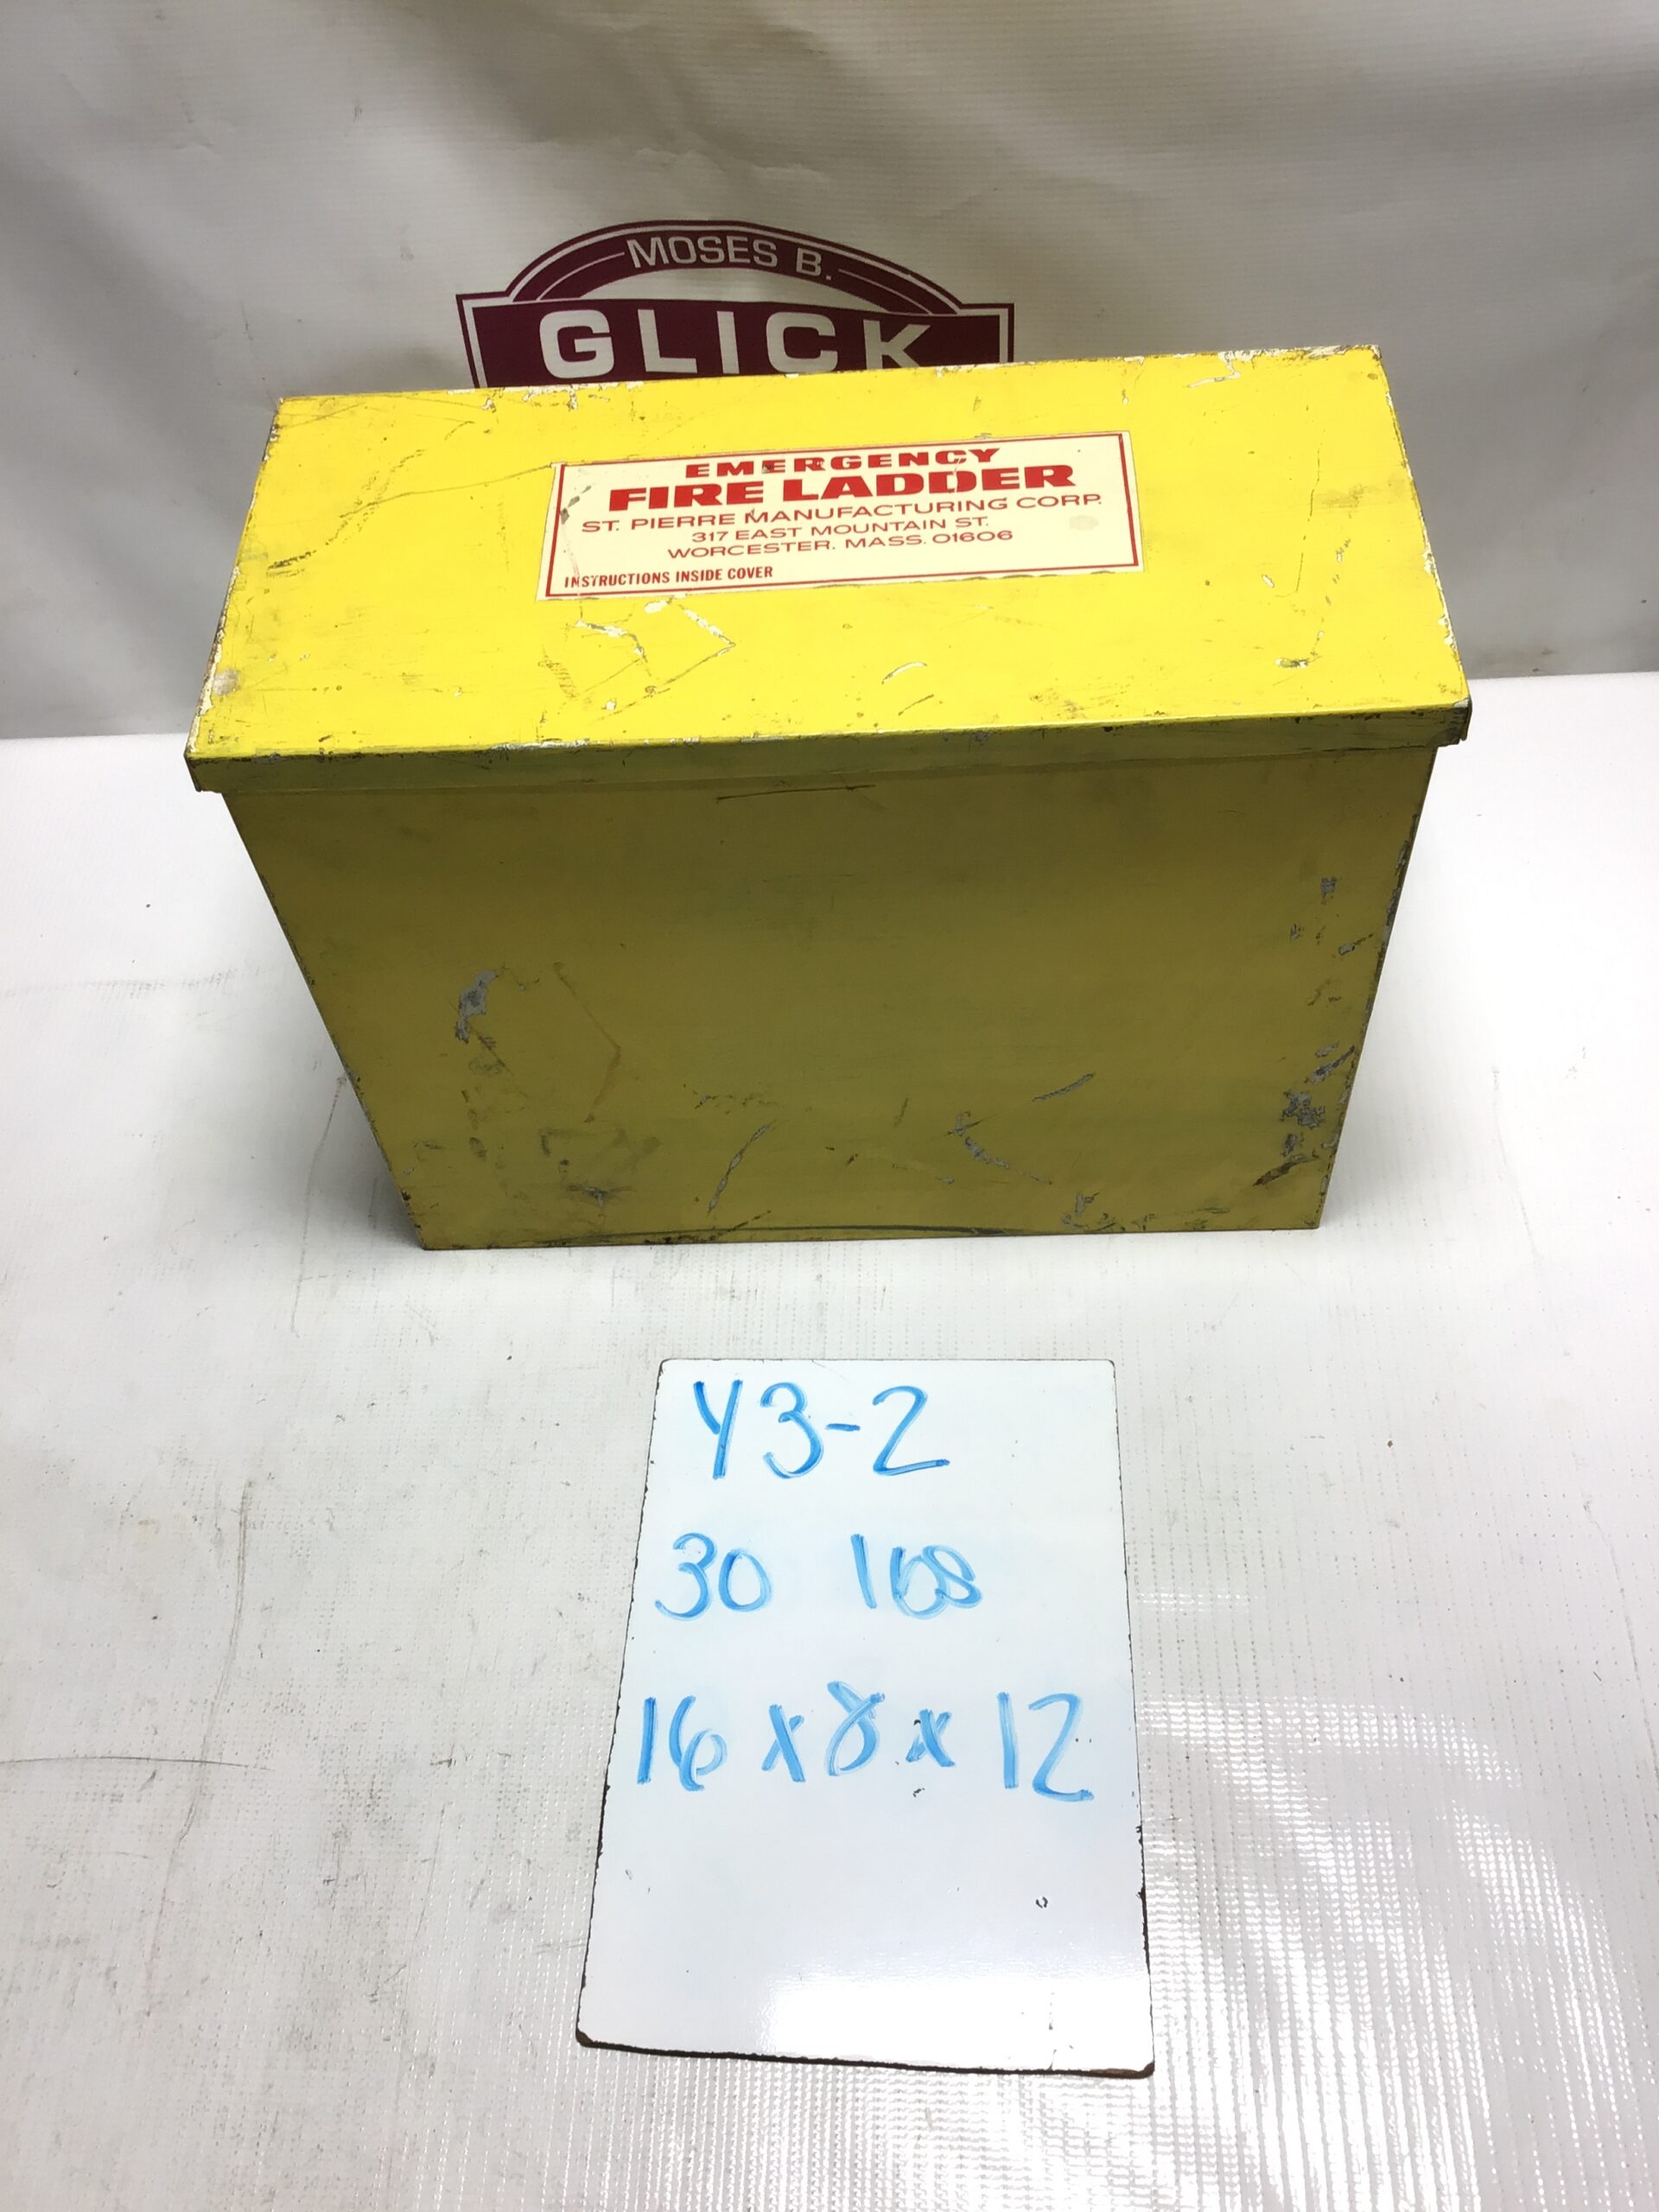 MOSES B.
GLICK
EMERGENCY
FIRE LADDER
ST. PIERRE MANUFACTURING CORP.
317 EAST MOUNTAIN ST.
WORCESTER, MASS. 01606
INSTRUCTIONS INSIDE COVER
Y3-2
30 lbs
16 x 8 x 12